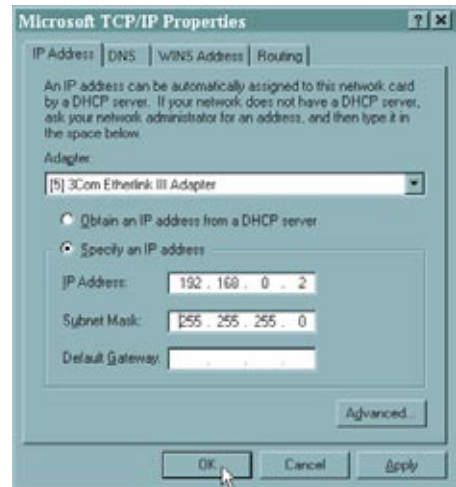 Microsoft TCP/IP Properties
IP Address DNS WINS Address Routing
An IP address can be automatically assigned to this network card
by a DHCP server. If your network does not have a DHCP server,
ask your network administrator for an address, and then type it in
the space below.
Adapter:
[5] 3Com Etherlink III Adapter
Obtain an IP address from a DHCP server
Specify an IP address
IP Address: 192 . 168 . 0 . 2
Subnet Mask: 255 . 255 . 255 . 0
Default Gateway: . . .
Advanced...
OK Cancel Apply